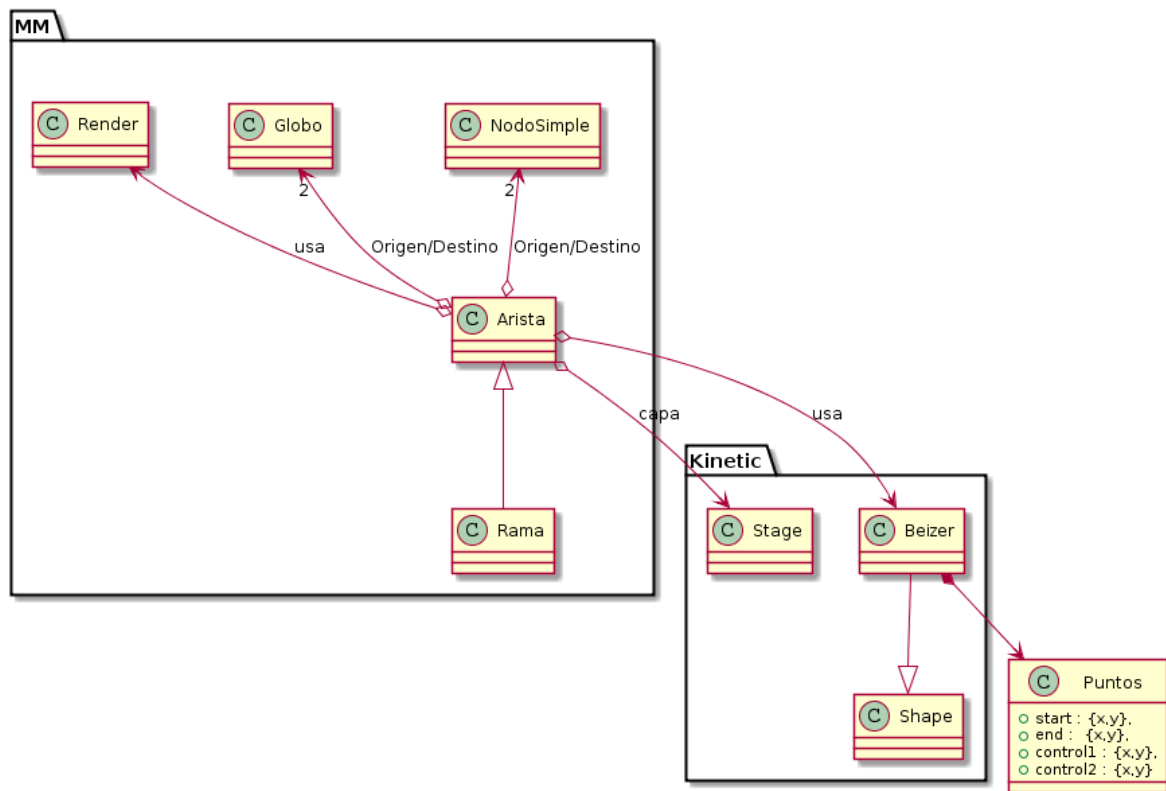 MM
C Render
C Globo
C NodoSimple
2
2
usa
Origen/Destino
Origen/Destino
C Arista
capa
usa
Kinetic
C Rama
C Stage
C Beizer
C Puntos
C Shape
start : {x,y},
end : {x,y},
control1 : {x,y},
control2 : {x,y}